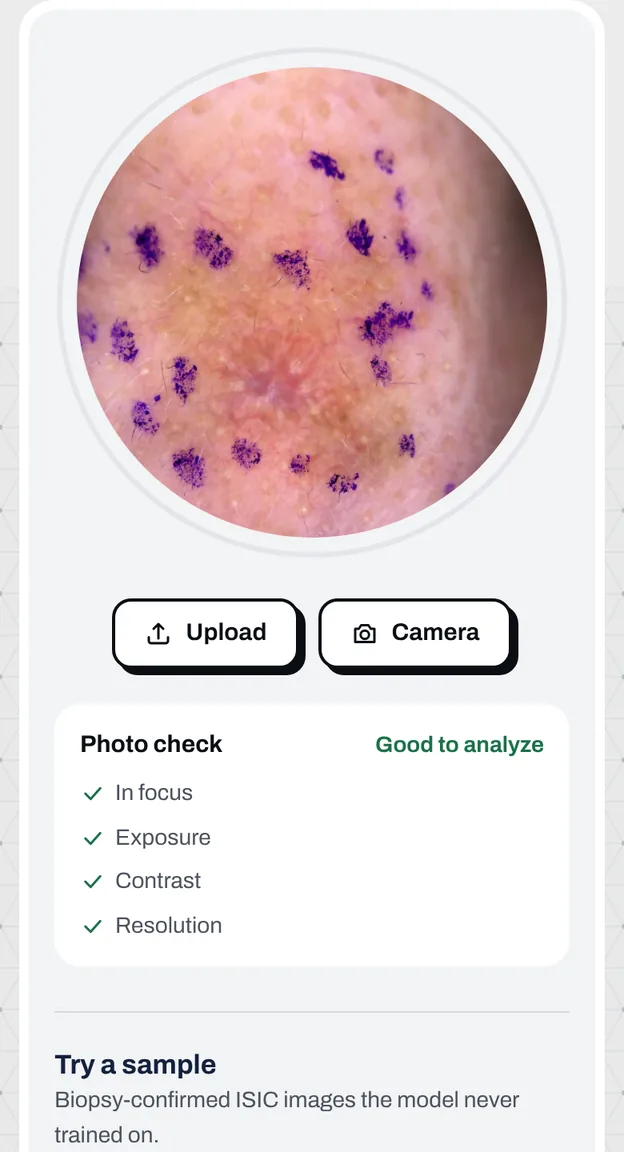 Upload
Camera
Photo check
Good to analyze
In focus
Exposure
Contrast
Resolution
Try a sample
Biopsy-confirmed ISIC images the model never
trained on.